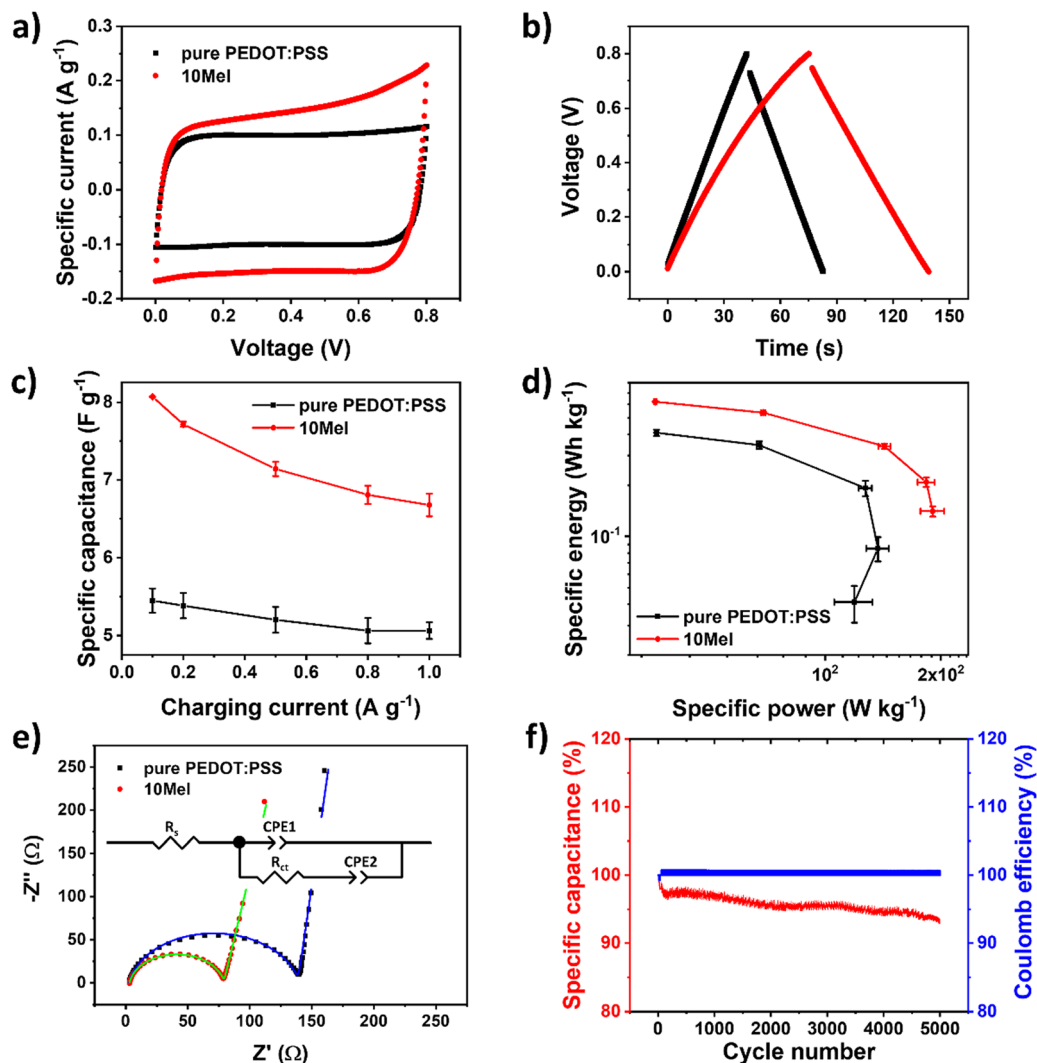 a)
0.3
0.2
0.1
0.0
-0.1
-0.2
Specific current (A g⁻¹)
pure PEDOT:PSS
10Mel
0.0 0.2 0.4 0.6 0.8
Voltage (V)
b)
0.8
0.6
0.4
0.2
0.0
Voltage (V)
0 30 60 90 120 150
Time (s)
c)
8
7
6
5
Specific capacitance (F g⁻¹)
pure PEDOT:PSS
10Mel
0.0 0.2 0.4 0.6 0.8 1.0
Charging current (A g⁻¹)
d)
10⁻¹
Specific energy (Wh kg⁻¹)
pure PEDOT:PSS
10Mel
10² 2x10²
Specific power (W kg⁻¹)
e)
250
200
150
100
50
0
-Z'' (Ω)
pure PEDOT:PSS
10Mel
Rs
CPE1
Rct
CPE2
0 50 100 150 200 250
Z' (Ω)
f)
120
110
100
90
80
Specific capacitance (%)
120
110
100
90
80
Coulomb efficiency (%)
0 1000 2000 3000 4000 5000
Cycle number